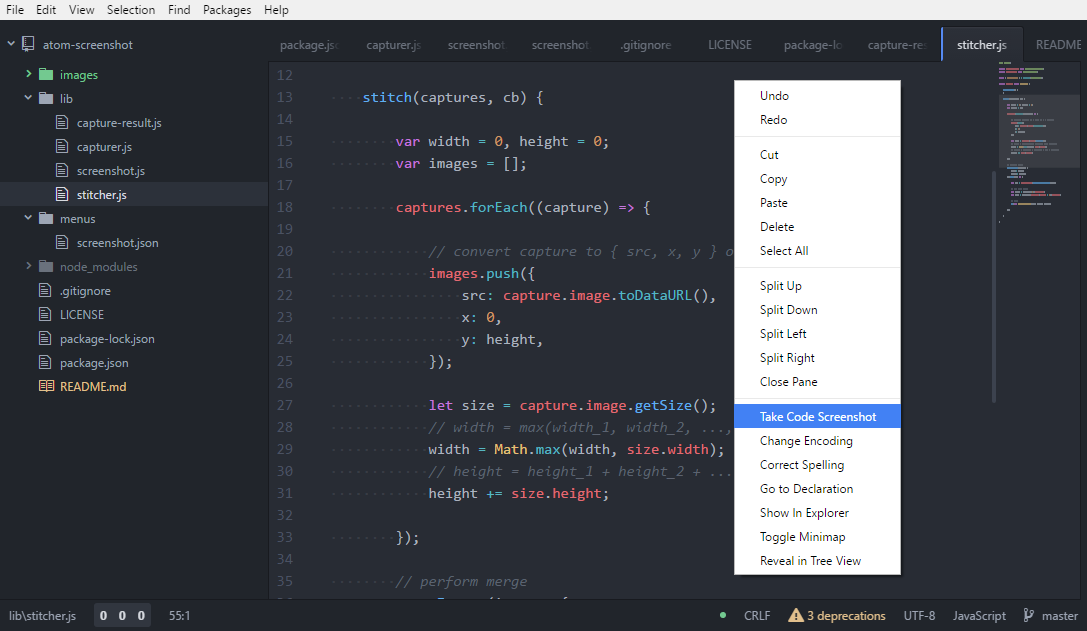 File Edit View Selection Find Packages Help
atom-screenshot
images
lib
capture-result.js
capturer.js
screenshot.js
stitcher.js
menus
screenshot.json
node_modules
.gitignore
LICENSE
package-lock.json
package.json
README.md
package.jsc capturer.js screenshot. screenshot .gitignore LICENSE package-lo capture-res stitcher.js README
12
13 stitch(captures, cb) {
14
15 var width = 0, height = 0;
16 var images = [];
17
18 captures.forEach((capture) => {
19
20 // convert capture to { src, x, y } o
21 images.push({
22 src: capture.image.toDataURL(),
23 x: 0,
24 y: height,
25 });
26
27 let size = capture.image.getSize();
28 // width = max(width_1, width_2, ...,
29 width = Math.max(width, size.width);
30 // height = height_1 + height_2 + ...
31 height += size.height;
32
33 });
34
35 // perform merge
Undo
Redo
Cut
Copy
Paste
Delete
Select All
Split Up
Split Down
Split Left
Split Right
Close Pane
Take Code Screenshot
Change Encoding
Correct Spelling
Go to Declaration
Show In Explorer
Toggle Minimap
Reveal in Tree View
lib\stitcher.js 0 0 0 55:1 CRLF 3 deprecations UTF-8 JavaScript master